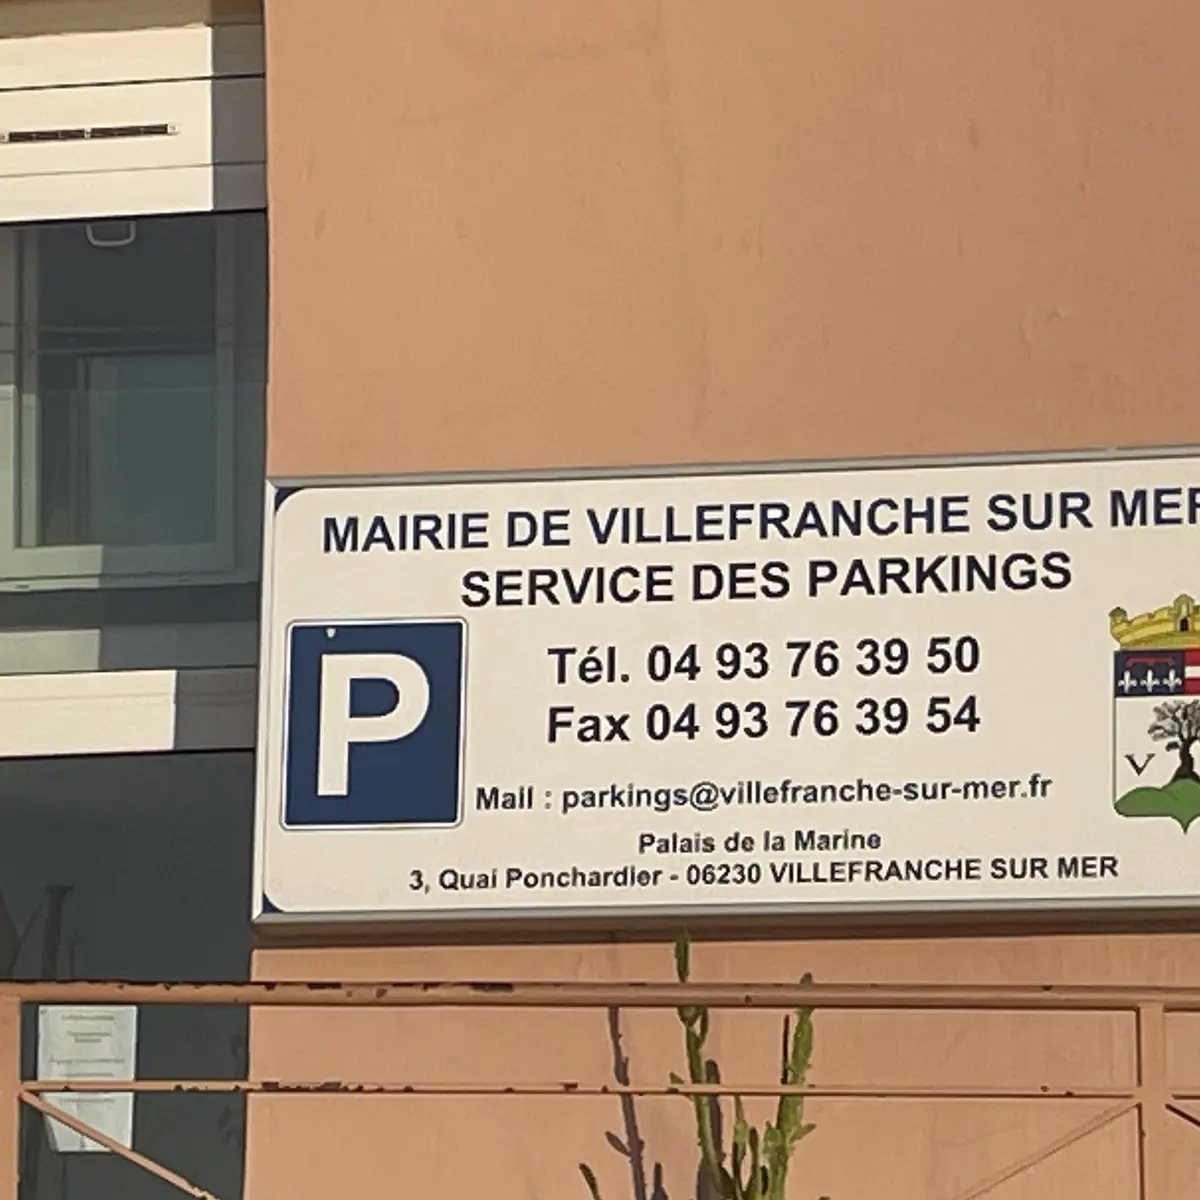 MAIRIE DE VILLEFRANCHE SUR MER
SERVICE DES PARKINGS
P
Tél. 04 93 76 39 50
Fax 04 93 76 39 54
Mail : parkings@villefranche-sur-mer.fr
Palais de la Marine
3, Quai Ponchardier - 06230 VILLEFRANCHE SUR MER
V